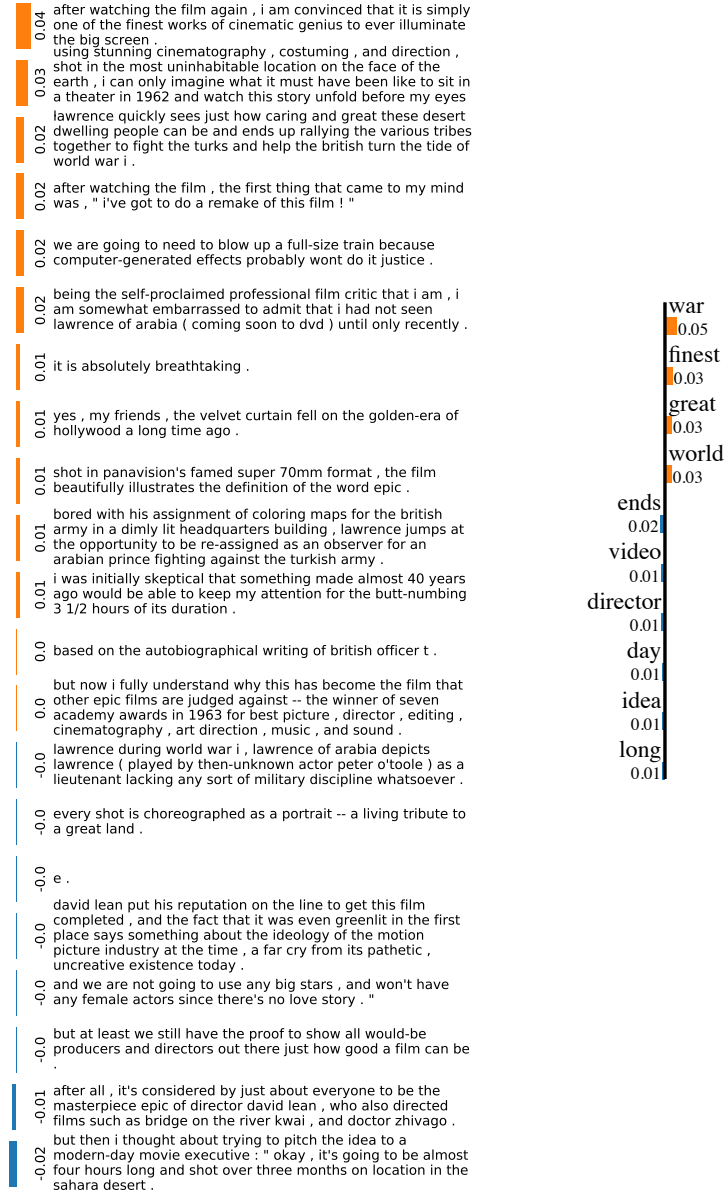 0.04
after watching the film again , i am convinced that it is simply
one of the finest works of cinematic genius to ever illuminate
the big screen .
0.03
using stunning cinematography , costuming , and direction ,
shot in the most uninhabitable location on the face of the
earth , i can only imagine what it must have been like to sit in
a theater in 1962 and watch this story unfold before my eyes
0.02
lawrence quickly sees just how caring and great these desert
dwelling people can be and ends up rallying the various tribes
together to fight the turks and help the british turn the tide of
world war i .
0.02
after watching the film , the first thing that came to my mind
was , " i've got to do a remake of this film ! "
0.02
we are going to need to blow up a full-size train because
computer-generated effects probably wont do it justice .
0.02
being the self-proclaimed professional film critic that i am , i
am somewhat embarrassed to admit that i had not seen
lawrence of arabia ( coming soon to dvd ) until only recently .
0.01
it is absolutely breathtaking .
0.01
yes , my friends , the velvet curtain fell on the golden-era of
hollywood a long time ago .
0.01
shot in panavision's famed super 70mm format , the film
beautifully illustrates the definition of the word epic .
0.01
bored with his assignment of coloring maps for the british
army in a dimly lit headquarters building , lawrence jumps at
the opportunity to be re-assigned as an observer for an
arabian prince fighting against the turkish army .
0.01
i was initially skeptical that something made almost 40 years
ago would be able to keep my attention for the butt-numbing
3 1/2 hours of its duration .
0.0
based on the autobiographical writing of british officer t .
0.0
but now i fully understand why this has become the film that
other epic films are judged against -- the winner of seven
academy awards in 1963 for best picture , director , editing ,
cinematography , art direction , music , and sound .
-0.0
lawrence during world war i , lawrence of arabia depicts
lawrence ( played by then-unknown actor peter o'toole ) as a
lieutenant lacking any sort of military discipline whatsoever .
-0.0
every shot is choreographed as a portrait -- a living tribute to
a great land .
-0.0
e .
-0.0
david lean put his reputation on the line to get this film
completed , and the fact that it was even greenlit in the first
place says something about the ideology of the motion
picture industry at the time , a far cry from its pathetic ,
uncreative existence today .
-0.0
and we are not going to use any big stars , and won't have
any female actors since there's no love story . "
-0.0
but at least we still have the proof to show all would-be
producers and directors out there just how good a film can be
.
-0.01
after all , it's considered by just about everyone to be the
masterpiece epic of director david lean , who also directed
films such as bridge on the river kwai , and doctor zhivago .
-0.02
but then i thought about trying to pitch the idea to a
modern-day movie executive : " okay , it's going to be almost
four hours long and shot over three months on location in the
sahara desert .
war
0.05
finest
0.03
great
0.03
world
0.03
ends
0.02
video
0.01
director
0.01
day
0.01
idea
0.01
long
0.01